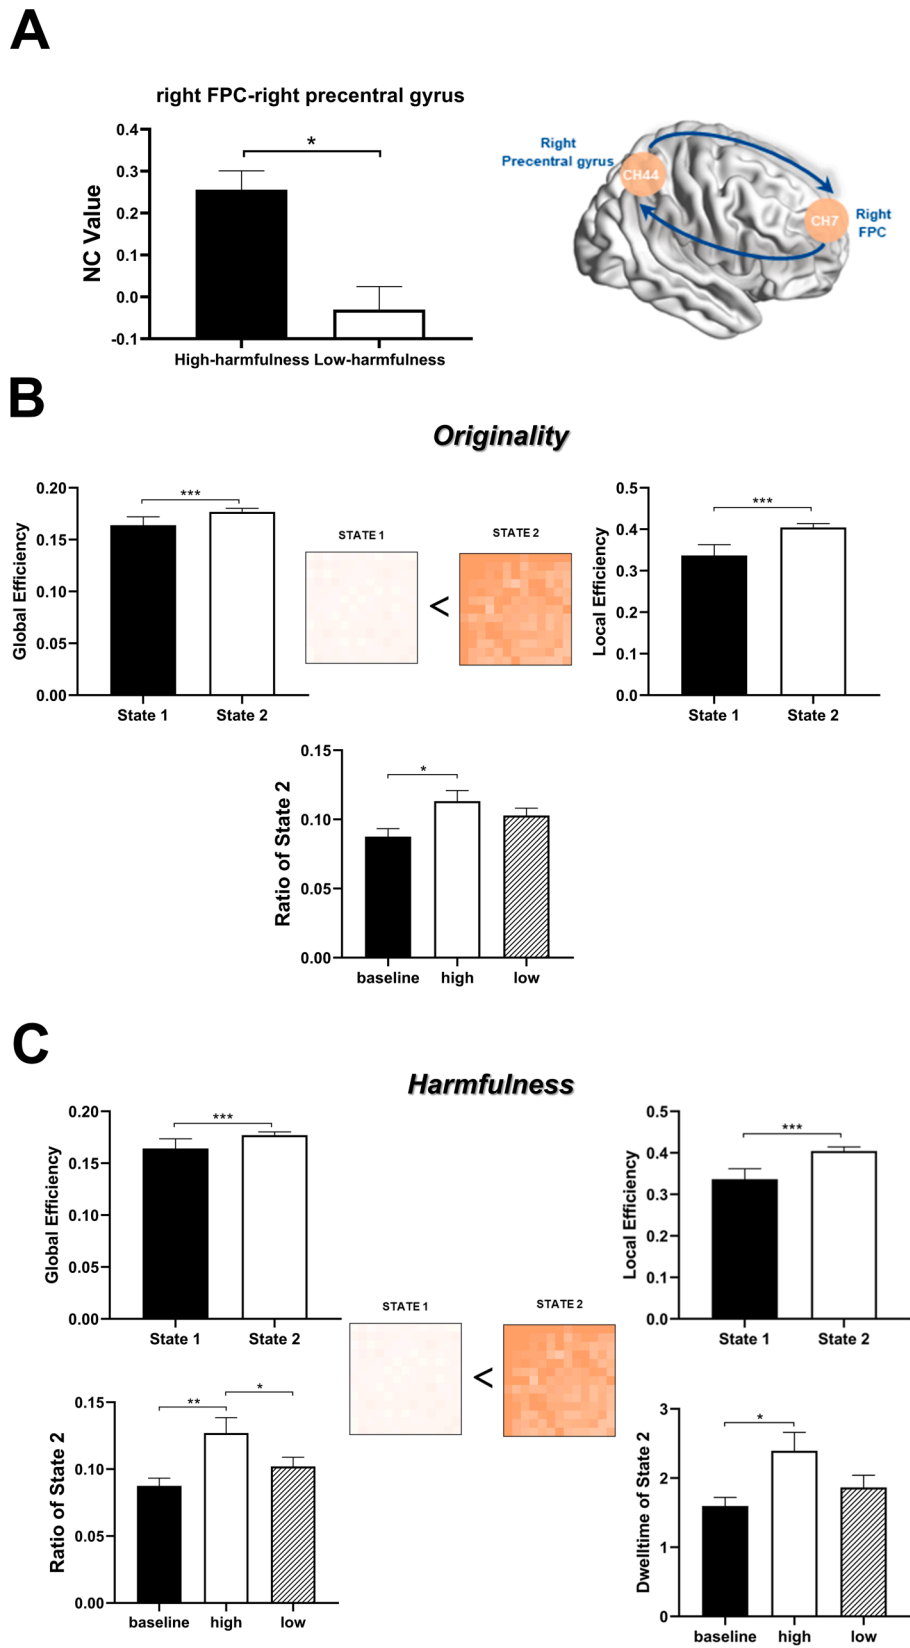 A
right FPC-right precentral gyrus
0.4
0.3
0.2
0.1
0.0
-0.1
NC Value
*
High-harmfulness
Low-harmfulness
Right
Precentral gyrus
CH44
CH7
Right
FPC
B
Originality
0.20
0.15
0.10
0.05
0.00
Global Efficiency
***
State 1
State 2
STATE 1
<
STATE 2
0.5
0.4
0.3
0.2
0.1
0.0
Local Efficiency
***
State 1
State 2
0.15
0.10
0.05
0.00
Ratio of State 2
*
baseline
high
low
C
Harmfulness
0.20
0.15
0.10
0.05
0.00
Global Efficiency
***
State 1
State 2
0.5
0.4
0.3
0.2
0.1
0.0
Local Efficiency
***
State 1
State 2
STATE 1
<
STATE 2
0.15
0.10
0.05
0.00
Ratio of State 2
**
*
baseline
high
low
3
2
1
0
Dwelltime of State 2
*
baseline
high
low